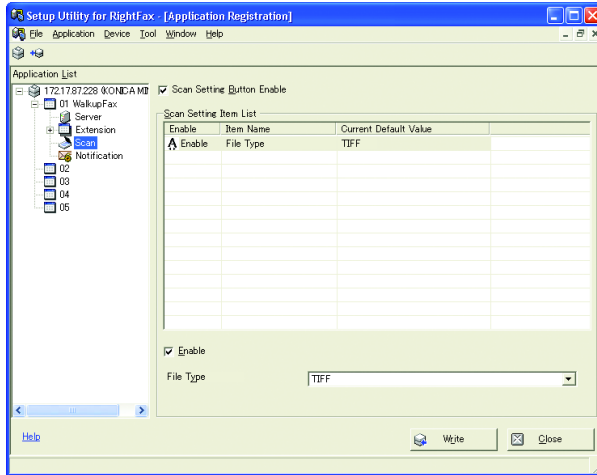 Setup Utility for RightFax - [Application Registration]
File Application Device Tool Window Help
Application List
172.17.87.228 (KONICA MIN
01 WalkupFax
Server
Extension
Scan
Notification
02
03
04
05
Scan Setting Button Enable
Scan Setting Item List
Enable Item Name Current Default Value
Enable File Type TIFF
Enable
File Type TIFF
Help Write Close